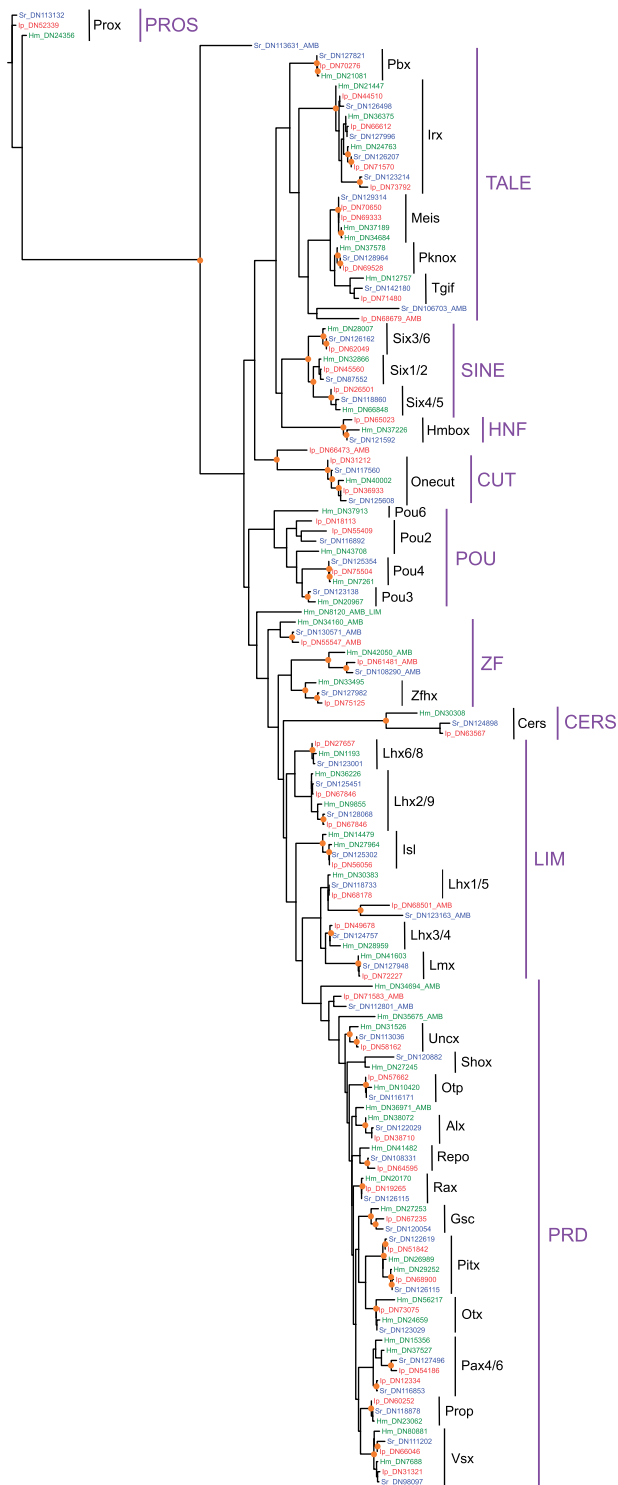 Sr_DN113132
Ip_DN52339
Hm_DN24356
Prox
PROS
Sr_DN113631_AMB
Sr_DN127821
Ip_DN70276
Hm_DN21081
Pbx
Hm_DN21447
Ip_DN44510
Sr_DN126498
Hm_DN36375
Ip_DN66612
Sr_DN127996
Hm_DN24763
Sr_DN126207
Ip_DN71570
Sr_DN123214
Ip_DN73792
Irx
TALE
Sr_DN129314
Ip_DN70650
Ip_DN69333
Hm_DN37189
Hm_DN34684
Meis
Hm_DN37578
Sr_DN128964
Ip_DN69528
Pknox
Hm_DN12757
Sr_DN142180
Ip_DN71480
Tgif
Sr_DN106703_AMB
Ip_DN68679_AMB
Hm_DN28007
Sr_DN126162
Ip_DN62049
Six3/6
Hm_DN32866
Ip_DN45560
Sr_DN87552
Six1/2
SINE
Ip_DN26501
Sr_DN118860
Hm_DN66848
Six4/5
Ip_DN65023
Hm_DN37226
Sr_DN121592
Hmbox
HNF
Ip_DN66473_AMB
Ip_DN31212
Sr_DN117560
Hm_DN40002
Ip_DN36933
Sr_DN125608
Onecut
CUT
Hm_DN37913
Pou6
Ip_DN18113
Ip_DN55409
Sr_DN116892
Pou2
Hm_DN43708
Sr_DN125354
Ip_DN75504
Hm_DN7261
Pou4
POU
Sr_DN123138
Hm_DN20967
Pou3
Hm_DN8120_AMB_LIM
Hm_DN34160_AMB
Sr_DN130571_AMB
Ip_DN55547_AMB
Hm_DN42050_AMB
Ip_DN61481_AMB
Sr_DN108290_AMB
ZF
Hm_DN33495
Sr_DN127982
Ip_DN75125
Zfhx
Hm_DN30308
Sr_DN124898
Ip_DN63567
Cers
CERS
Ip_DN27657
Hm_DN1193
Sr_DN123001
Lhx6/8
Hm_DN36226
Sr_DN125451
Ip_DN67846
Hm_DN9855
Sr_DN128068
Ip_DN67846
Lhx2/9
Hm_DN14479
Hm_DN27964
Sr_DN125302
Ip_DN56056
Isl
LIM
Hm_DN30383
Sr_DN118733
Ip_DN68178
Lhx1/5
Ip_DN68501_AMB
Sr_DN123163_AMB
Ip_DN49678
Sr_DN124757
Hm_DN28959
Lhx3/4
Hm_DN41603
Sr_DN127948
Ip_DN72227
Lmx
Hm_DN34694_AMB
Ip_DN71583_AMB
Sr_DN112801_AMB
Hm_DN35675_AMB
Hm_DN31526
Sr_DN113036
Ip_DN58162
Uncx
Sr_DN120882
Hm_DN27245
Shox
Ip_DN57662
Hm_DN10420
Sr_DN116171
Otp
Hm_DN36971_AMB
Hm_DN38072
Sr_DN122029
Ip_DN38710
Alx
Hm_DN41482
Sr_DN108331
Ip_DN64595
Repo
Hm_DN20170
Ip_DN19265
Sr_DN126115
Rax
Hm_DN27253
Ip_DN67235
Sr_DN120054
Gsc
PRD
Sr_DN122619
Ip_DN51842
Hm_DN26989
Hm_DN29252
Ip_DN68900
Sr_DN126115
Pitx
Hm_DN56217
Ip_DN73075
Hm_DN24659
Sr_DN123029
Otx
Hm_DN15356
Hm_DN37527
Sr_DN127496
Ip_DN54186
Ip_DN12334
Sr_DN116853
Pax4/6
Ip_DN60252
Sr_DN118878
Hm_DN23062
Prop
Hm_DN80881
Sr_DN111202
Ip_DN66046
Hm_DN7688
Ip_DN31321
Sr_DN98097
Vsx